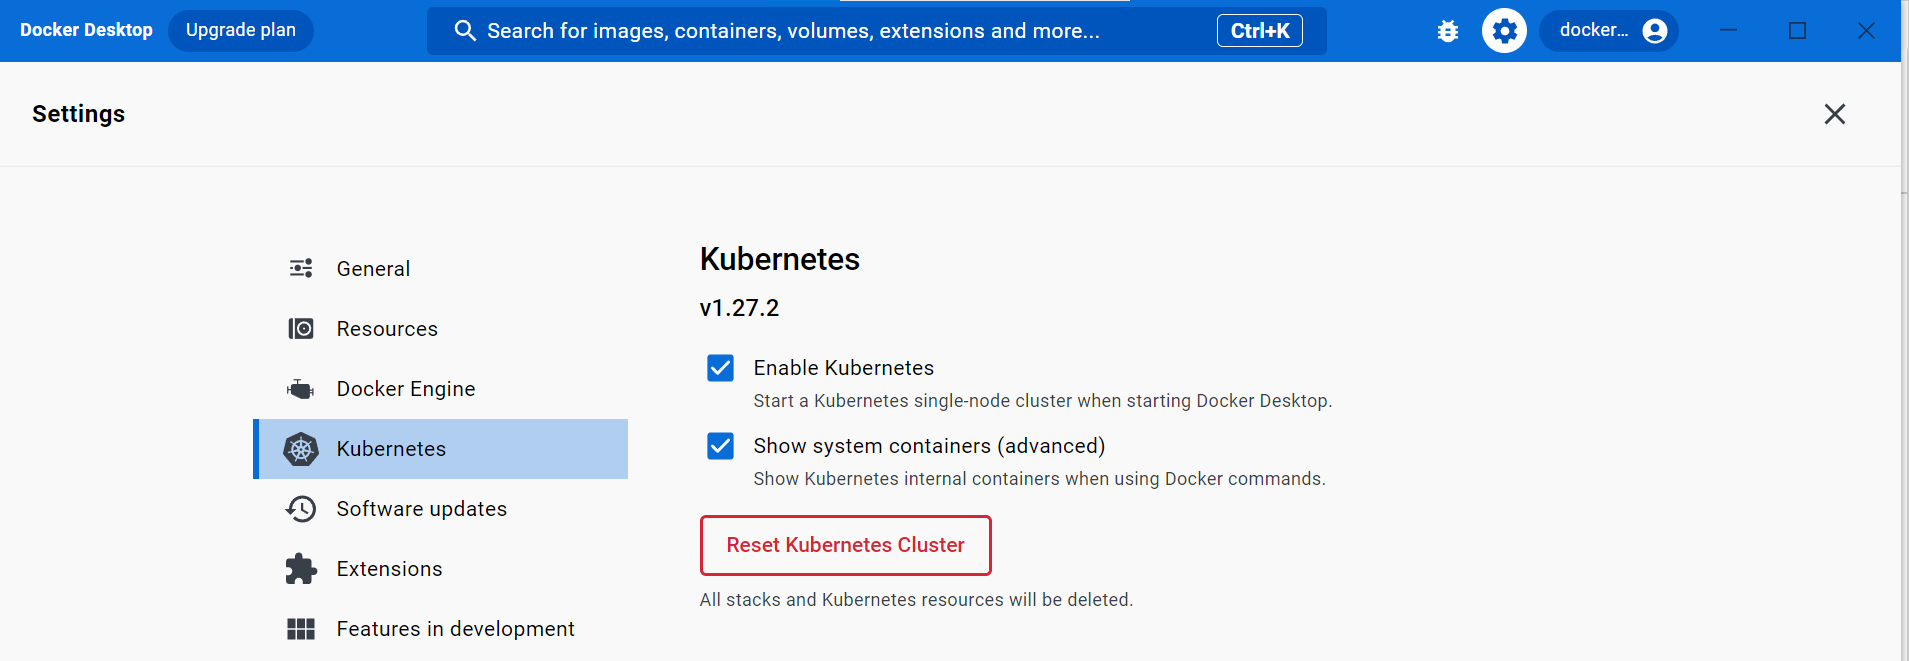 Docker Desktop Upgrade plan Search for images, containers, volumes, extensions and more... Ctrl+K docker...
Settings
General
Resources
Docker Engine
Kubernetes
Software updates
Extensions
Features in development
Kubernetes
v1.27.2
Enable Kubernetes
Start a Kubernetes single-node cluster when starting Docker Desktop.
Show system containers (advanced)
Show Kubernetes internal containers when using Docker commands.
Reset Kubernetes Cluster
All stacks and Kubernetes resources will be deleted.